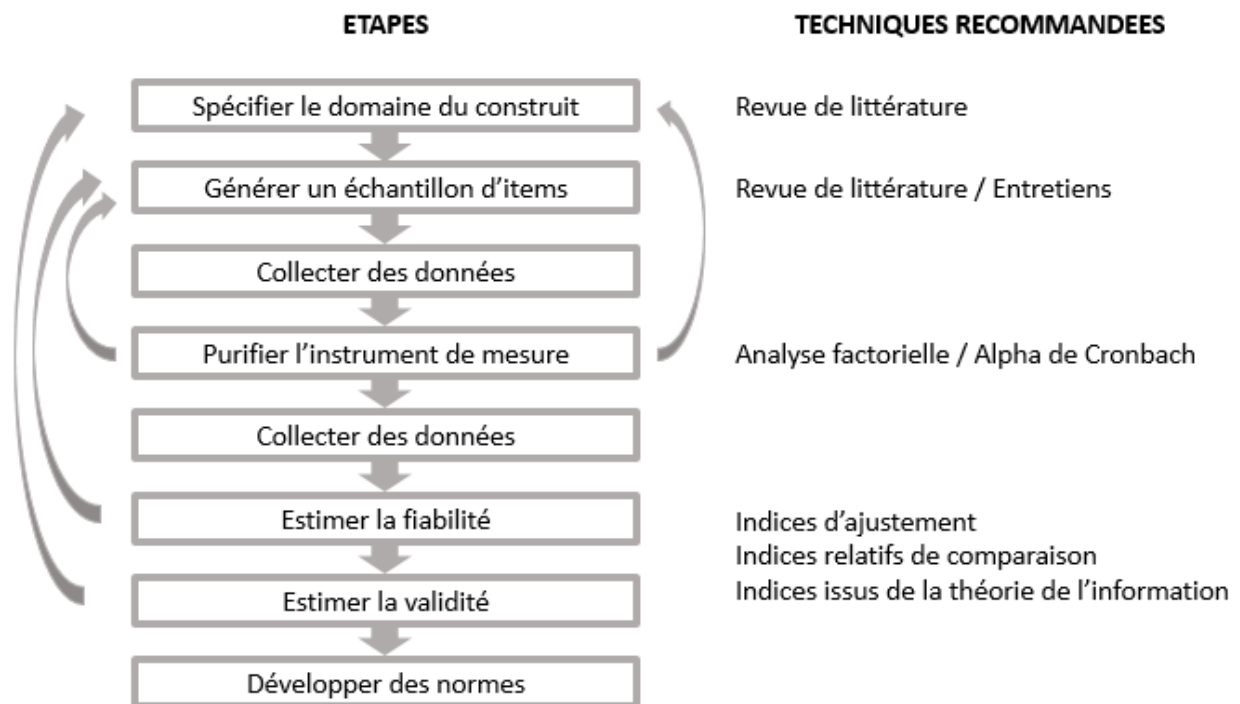 ETAPES
TECHNIQUES RECOMMANDEES
Spécifier le domaine du construit
Revue de littérature
Générer un échantillon d'items
Revue de littérature / Entretiens
Collecter des données
Purifier l'instrument de mesure
Analyse factorielle / Alpha de Cronbach
Collecter des données
Estimer la fiabilité
Indices d'ajustement
Indices relatifs de comparaison
Indices issus de la théorie de l'information
Estimer la validité
Développer des normes